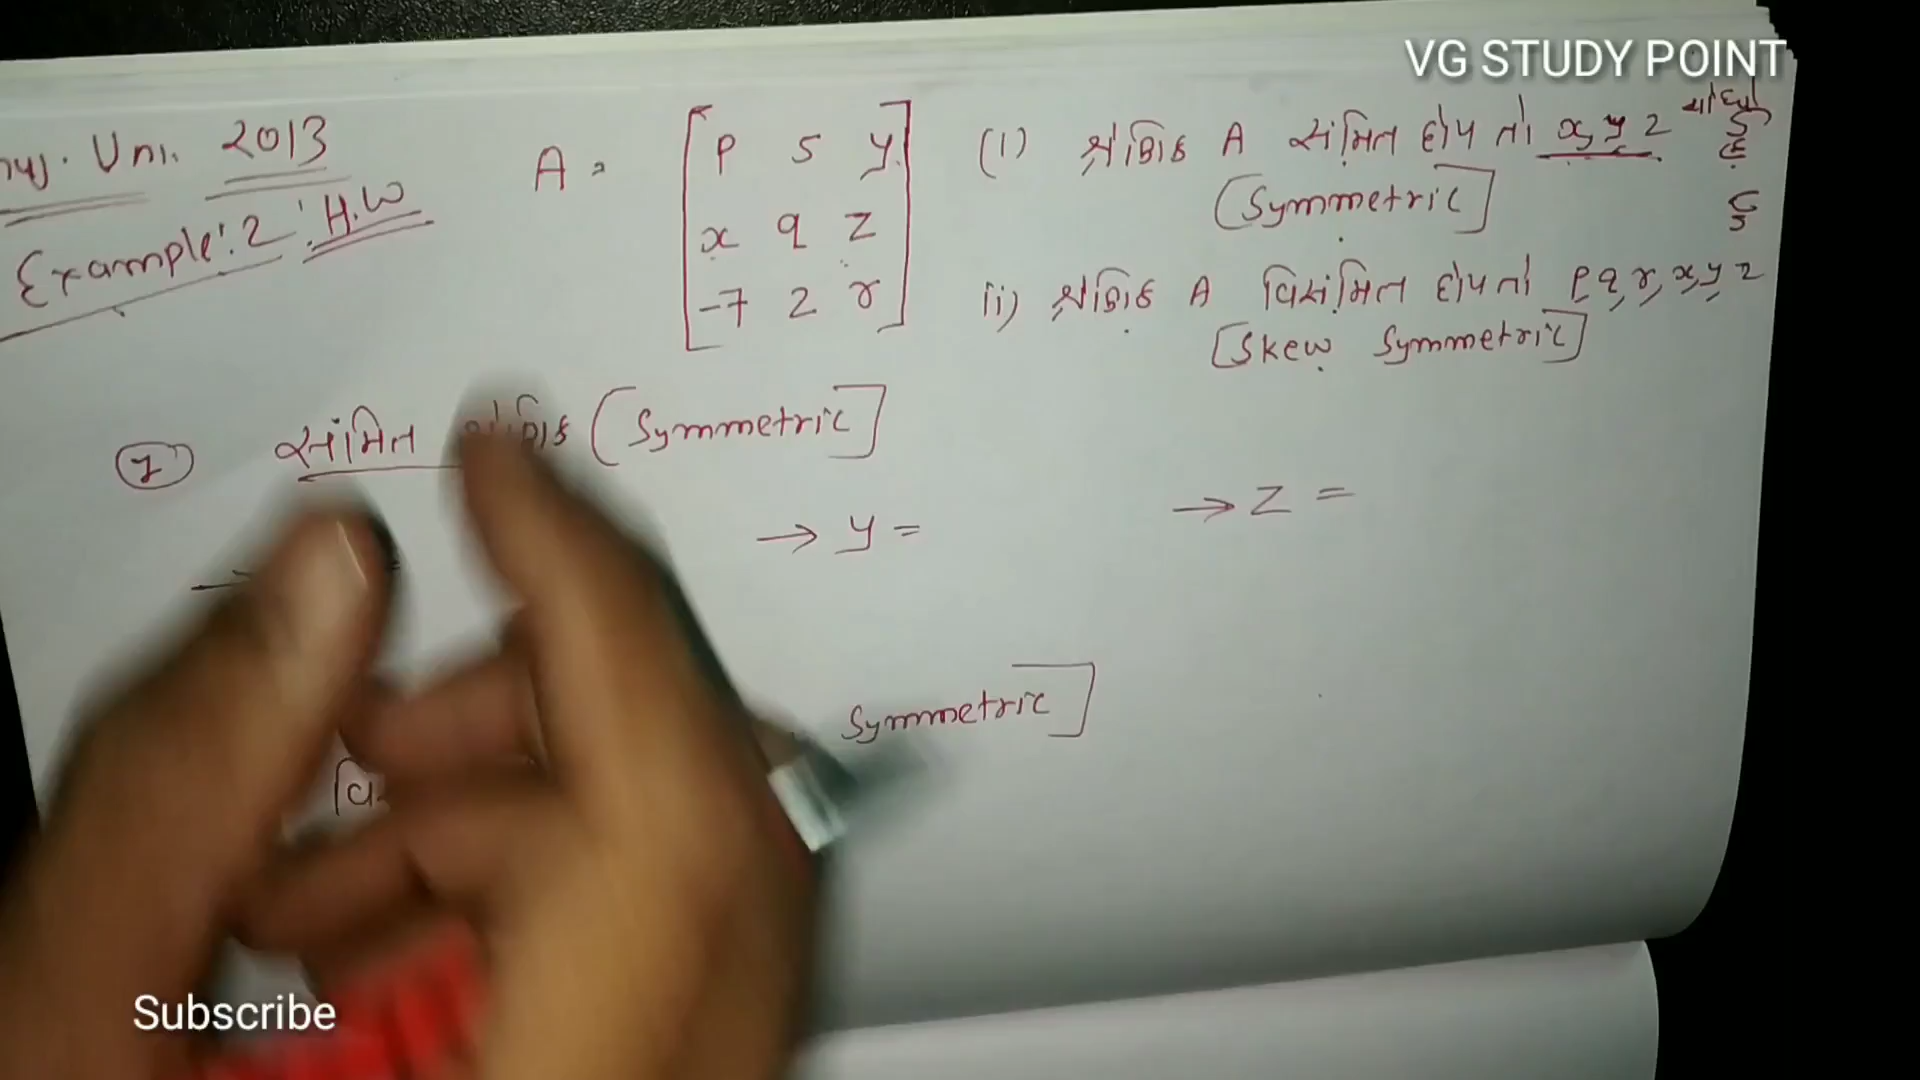 VG STUDY POINT
Uni. 2013
Example:2 H.W
A = [ p 5 y
x q z
-7 2 r ]
(1) શ્રેણિક A સંમિત હોય તો x, y z શોધો
[Symmetric]
ii) શ્રેણિક A વિસંમિત હોય તો p, q, r, x, y z
[Skew Symmetric]
1 સંમિત શ્રેણિક [Symmetric]
→ y =
→ z =
Symmetric]
Subscribe